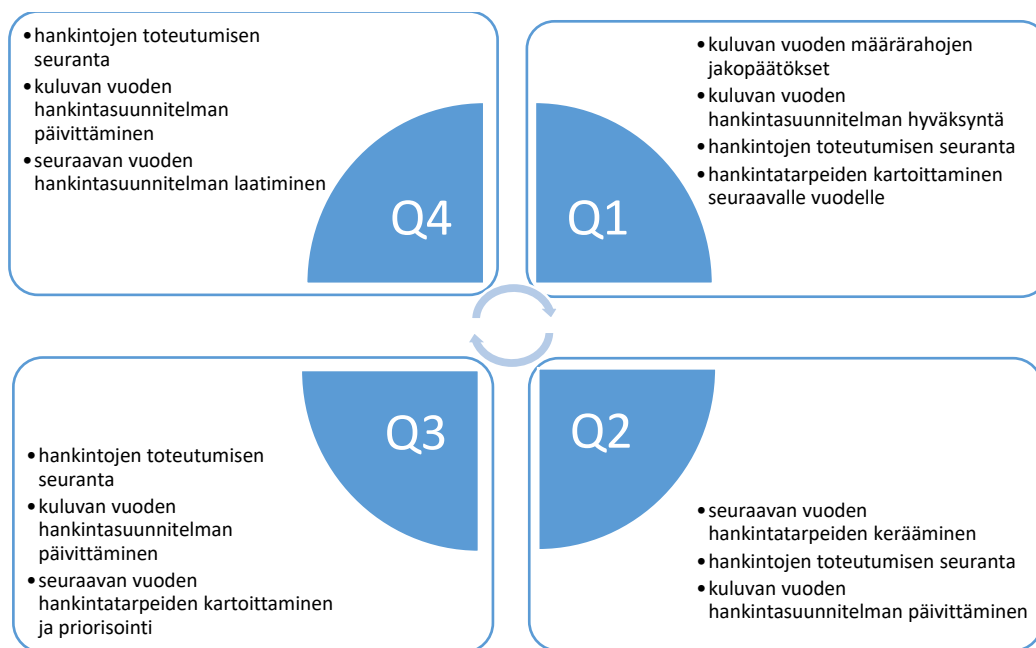 •hankintojen toteutumisen
seuranta
•kuluvan vuoden
hankintasuunnitelman
päivittäminen
•seuraavan vuoden
hankintasuunnitelman laatiminen
Q4
•kuluvan vuoden määrärahojen
jakopäätökset
•kuluvan vuoden
hankintasuunnitelman hyväksyntä
•hankintojen toteutumisen seuranta
•hankintatarpeiden kartoittaminen
seuraavalle vuodelle
Q1
Q3
•hankintojen toteutumisen
seuranta
•kuluvan vuoden
hankintasuunnitelman
päivittäminen
•seuraavan vuoden
hankintatarpeiden kartoittaminen
ja priorisointi
Q2
•seuraavan vuoden
hankintatarpeiden kerääminen
•hankintojen toteutumisen seuranta
•kuluvan vuoden
hankintasuunnitelman päivittäminen